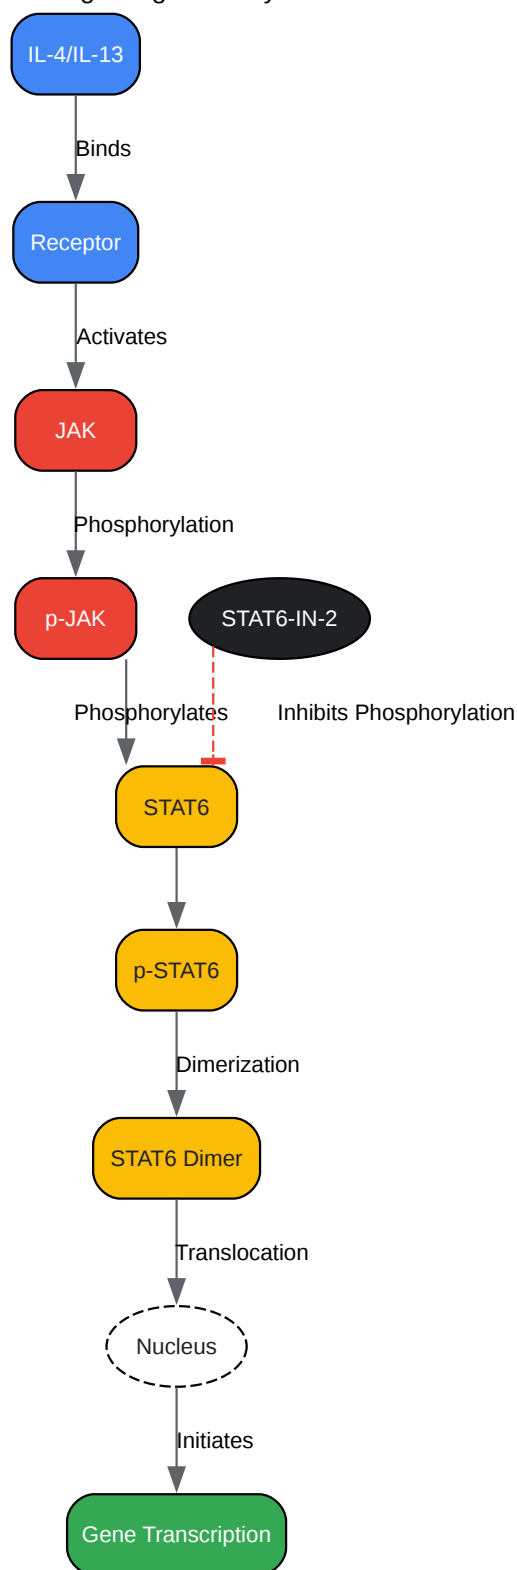 IL-4/IL-13
Binds
Receptor
Activates
JAK
Phosphorylation
p-JAK
STAT6-IN-2
Phosphorylates
Inhibits Phosphorylation
STAT6
p-STAT6
Dimerization
STAT6 Dimer
Translocation
Nucleus
Initiates
Gene Transcription